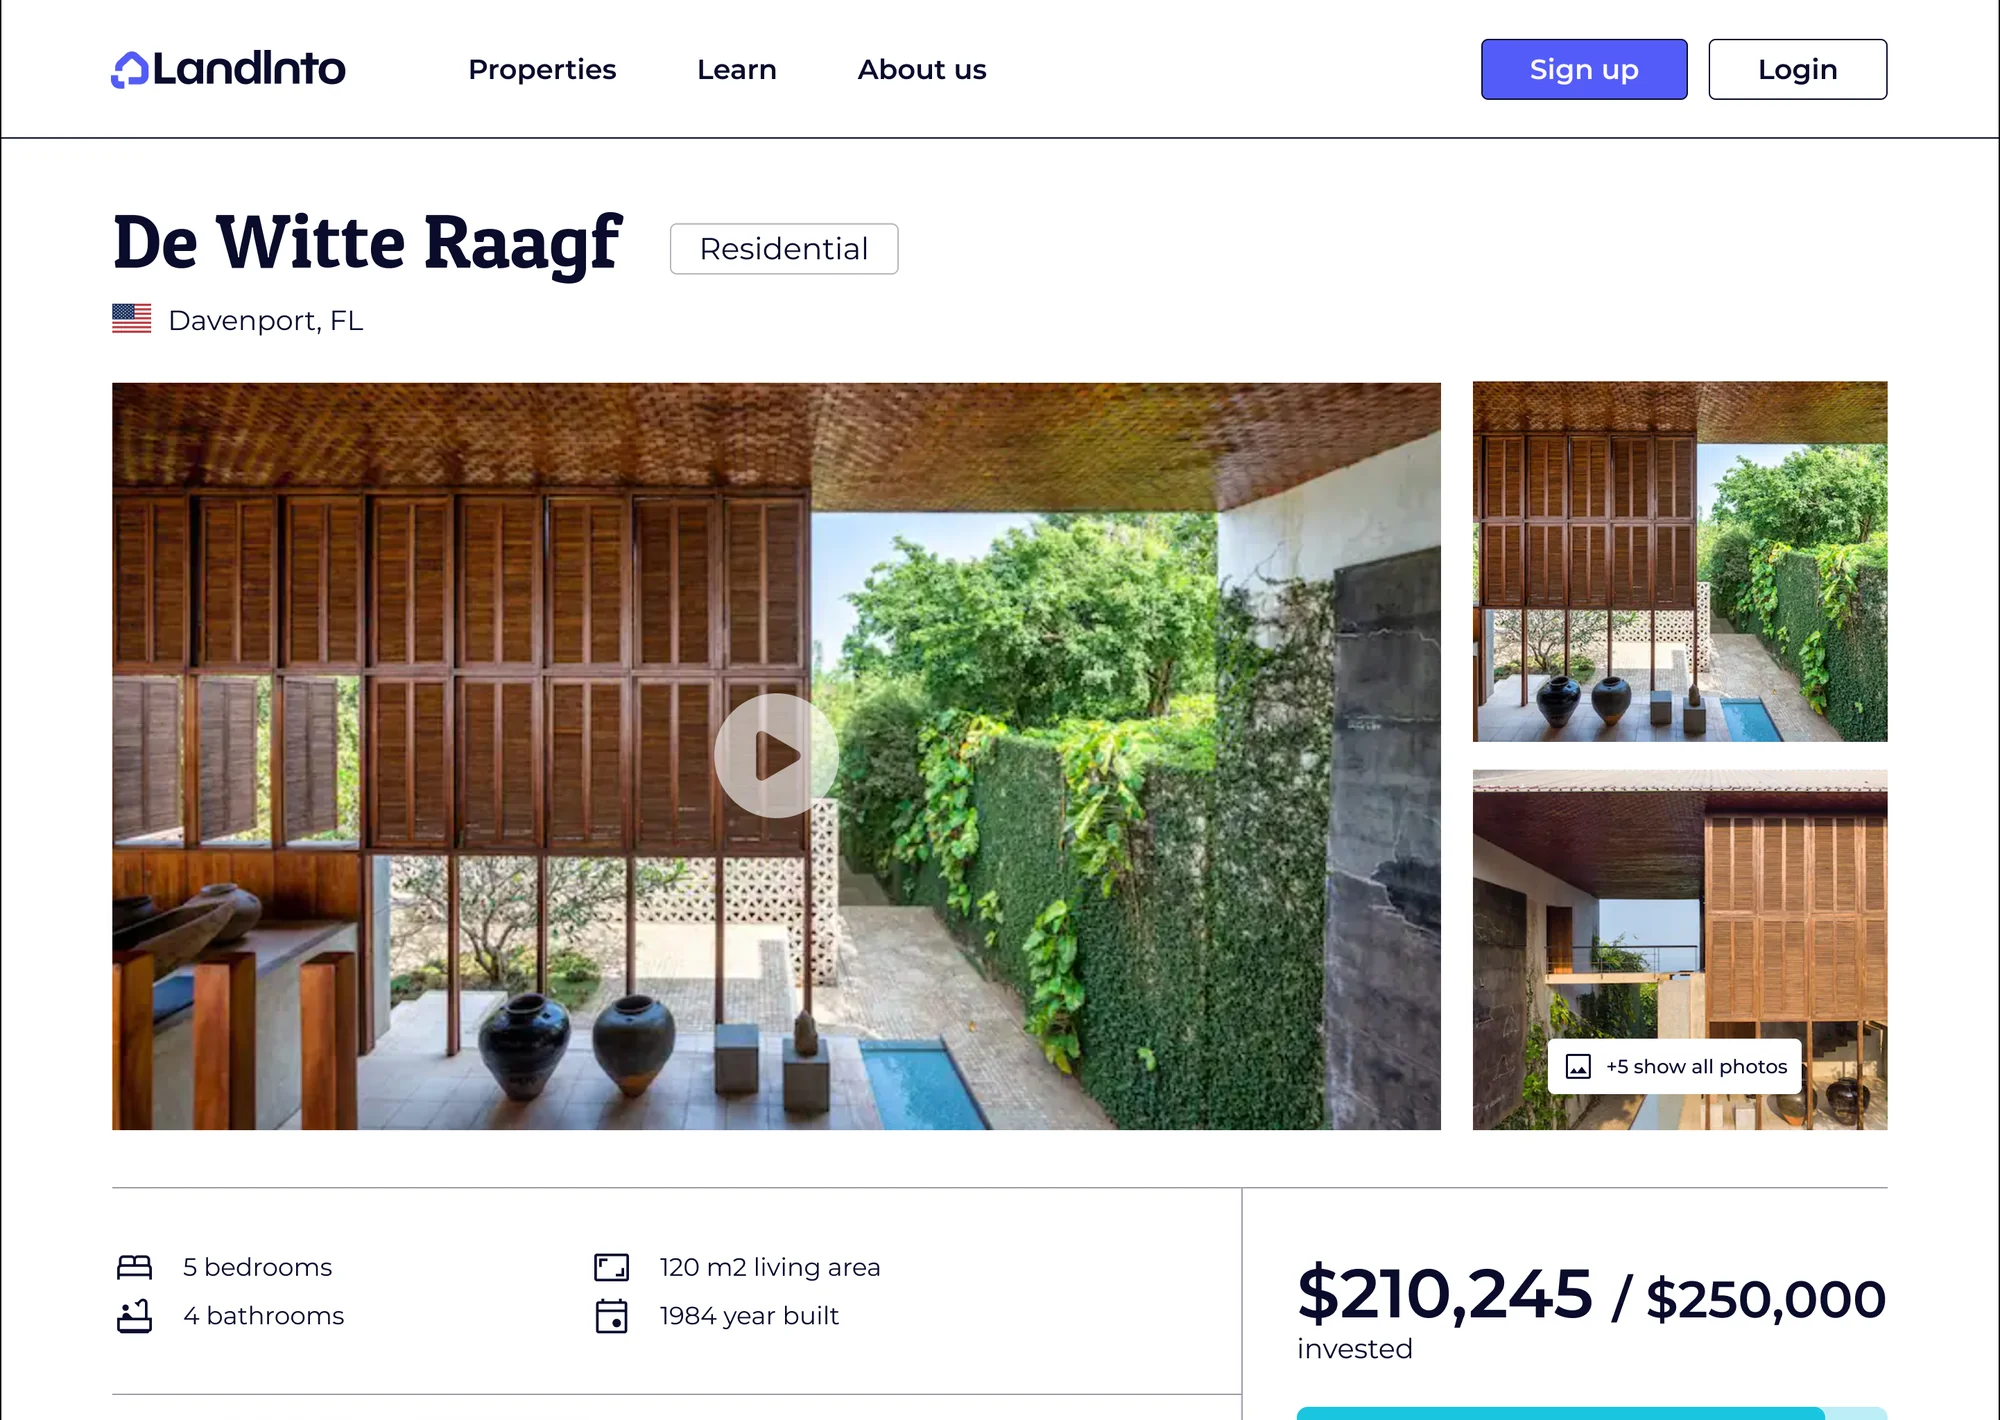 LandInto
Properties
Learn
About us
Sign up
Login
De Witte Raagf
Residential
Davenport, FL
+5 show all photos
5 bedrooms
120 m2 living area
4 bathrooms
1984 year built
$210,245 / $250,000
invested